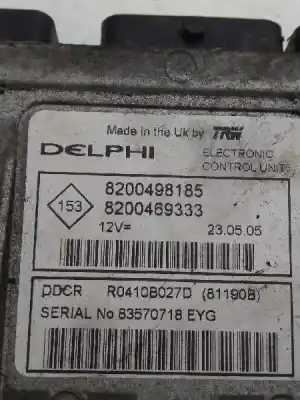 Made in the Uk by TRW
DELPHI
ELECTRONIC
CONTROL UNIT
153
8200498185
8200469333
12V=
23.05.05
DDCR R0410B027D (81190B)
SERIAL No 83570718 EYG